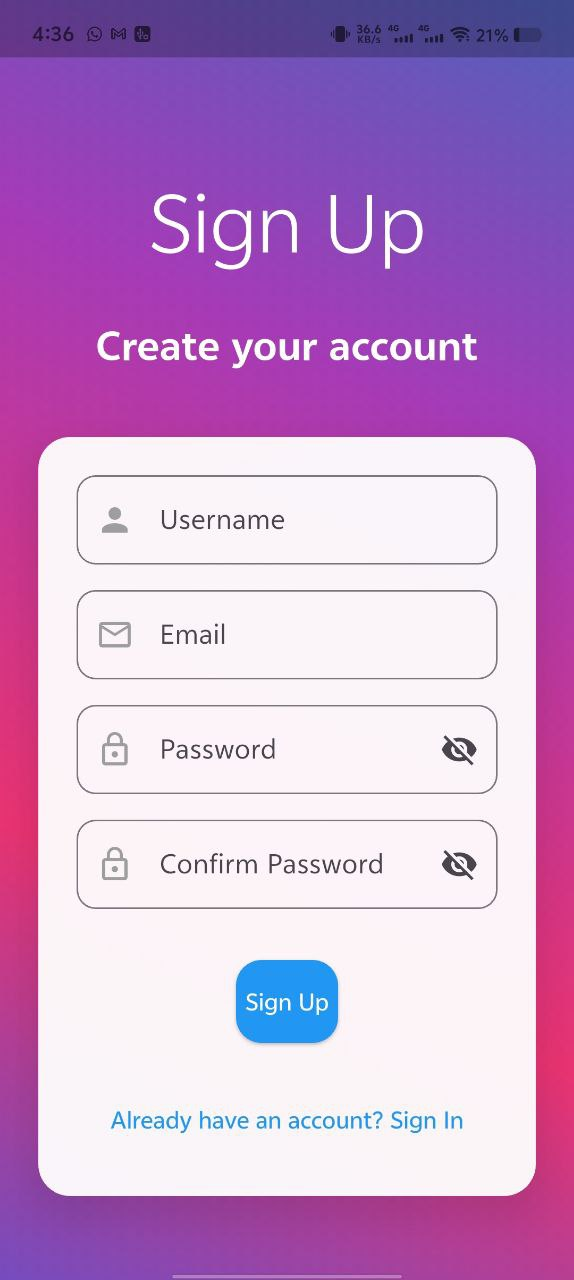 4:36 36.6 KB/s 4G 4G 21%
Sign Up
Create your account
Username
Email
Password
Confirm Password
Sign Up
Already have an account? Sign In